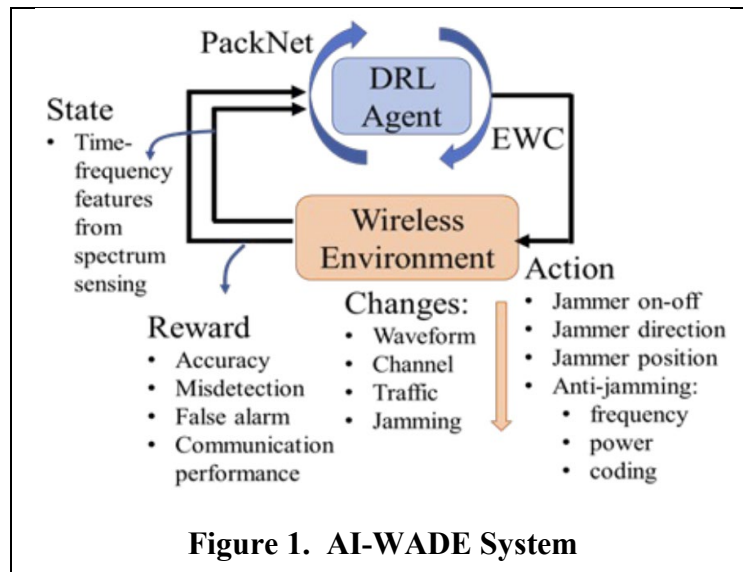 PackNet
DRL
Agent
EWC
State
• Time-
frequency
features
from
spectrum
sensing
Wireless
Environment
Reward
• Accuracy
• Misdetection
• False alarm
• Communication
performance
Changes:
• Waveform
• Channel
• Traffic
• Jamming
Action
• Jammer on-off
• Jammer direction
• Jammer position
• Anti-jamming:
• frequency
• power
• coding
Figure 1. AI-WADE System